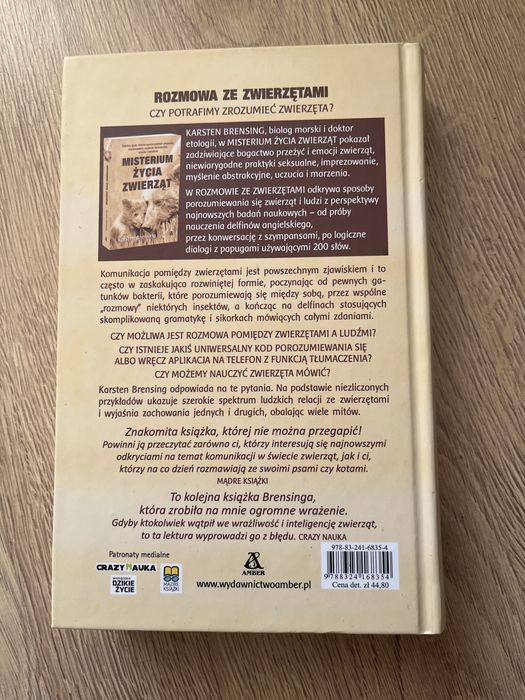 ROZMOWA ZE ZWIERZĘTAMI
CZY POTRAFIMY ZROZUMIEĆ ZWIERZĘTA?
MISTERIUM
ŻYCIA
ZWIERZĄT
KARSTEN BRENSING, biolog morski i doktor
etologii, w MISTERIUM ŻYCIA ZWIERZĄT pokazał
zadziwiające bogactwo przeżyć i emocji zwierząt,
niewiarygodne praktyki seksualne, imprezowanie,
myślenie abstrakcyjne, uczucia i marzenia.
W ROZMOWIE ZE ZWIERZĘTAMI odkrywa sposoby
porozumiewania się zwierząt i ludzi z perspektywy
najnowszych badań naukowych – od próby
nauczenia delfinów angielskiego,
przez konwersację z szympansami, po logiczne
dialogi z papugami używającymi 200 słów.
Komunikacja pomiędzy zwierzętami jest powszechnym zjawiskiem i to
często w zaskakująco rozwiniętej formie, poczynając od pewnych ga-
tunków bakterii, które porozumiewają się między sobą, przez wspólne
„rozmowy” niektórych insektów, a kończąc na delfinach stosujących
skomplikowaną gramatykę i sikorkach mówiących całymi zdaniami.
CZY MOŻLIWA JEST ROZMOWA POMIĘDZY ZWIERZĘTAMI A LUDŹMI?
CZY ISTNIEJE JAKIŚ UNIWERSALNY KOD POROZUMIEWANIA SIĘ
ALBO WRĘCZ APLIKACJA NA TELEFON Z FUNKCJĄ TŁUMACZENIA?
CZY MOŻEMY NAUCZYĆ ZWIERZĘTA MÓWIĆ?
Karsten Brensing odpowiada na te pytania. Na podstawie niezliczonych
przykładów ukazuje szerokie spektrum ludzkich relacji ze zwierzętami
i wyjaśnia zachowania jednych i drugich, obalając wiele mitów.
Znakomita książka, której nie można przegapić!
Powinni ją przeczytać zarówno ci, którzy interesują się najnowszymi
odkryciami na temat komunikacji w świecie zwierząt, jak i ci,
którzy na co dzień rozmawiają ze swoimi psami czy kotami.
MĄDRE KSIĄŻKI
To kolejna książka Brensinga,
która zrobiła na mnie ogromne wrażenie.
Gdyby ktokolwiek wątpił we wrażliwość i inteligencję zwierząt,
to ta lektura wyprowadzi go z błędu. CRAZY NAUKA
Patronaty medialne
CRAZY NAUKA
DZIKIE
ŻYCIE
MĄDRE
KSIĄŻKI
AMBER
www.wydawnictwoamber.pl
978-83-241-6835-4
9 788324 168354
Cena det. zł 44,80